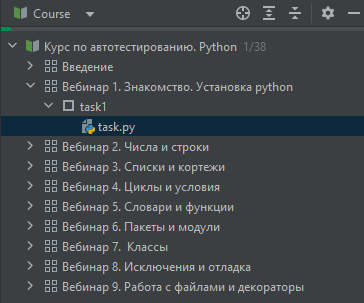 Course
Курс по автотестированию. Python 1/38
Введение
Вебинар 1. Знакомство. Установка python
task1
task.py
Вебинар 2. Числа и строки
Вебинар 3. Списки и кортежи
Вебинар 4. Циклы и условия
Вебинар 5. Словари и функции
Вебинар 6. Пакеты и модули
Вебинар 7.  Классы
Вебинар 8. Исключения и отладка
Вебинар 9. Работа с файлами и декораторы